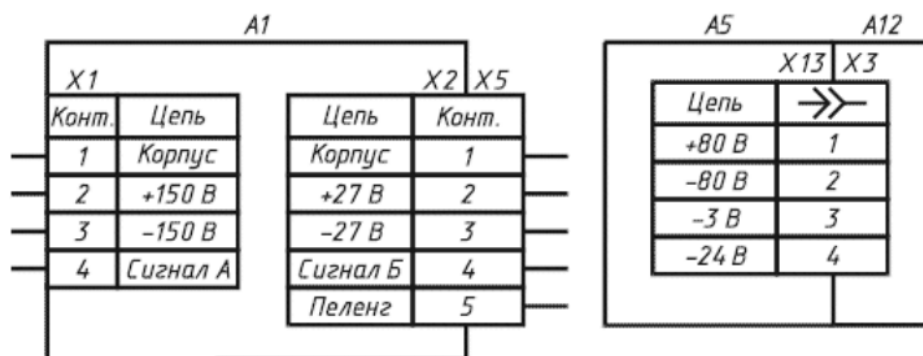 A1
A5 A12
X1
X2 X5
X13 X3
Конт. Цепь
Цепь Конт.
Цепь
1 Корпус
Корпус 1
+80 В 1
2 +150 В
+27 В 2
-80 В 2
3 -150 В
-27 В 3
-3 В 3
4 Сигнал А
Сигнал Б 4
-24 В 4
Пеленг 5